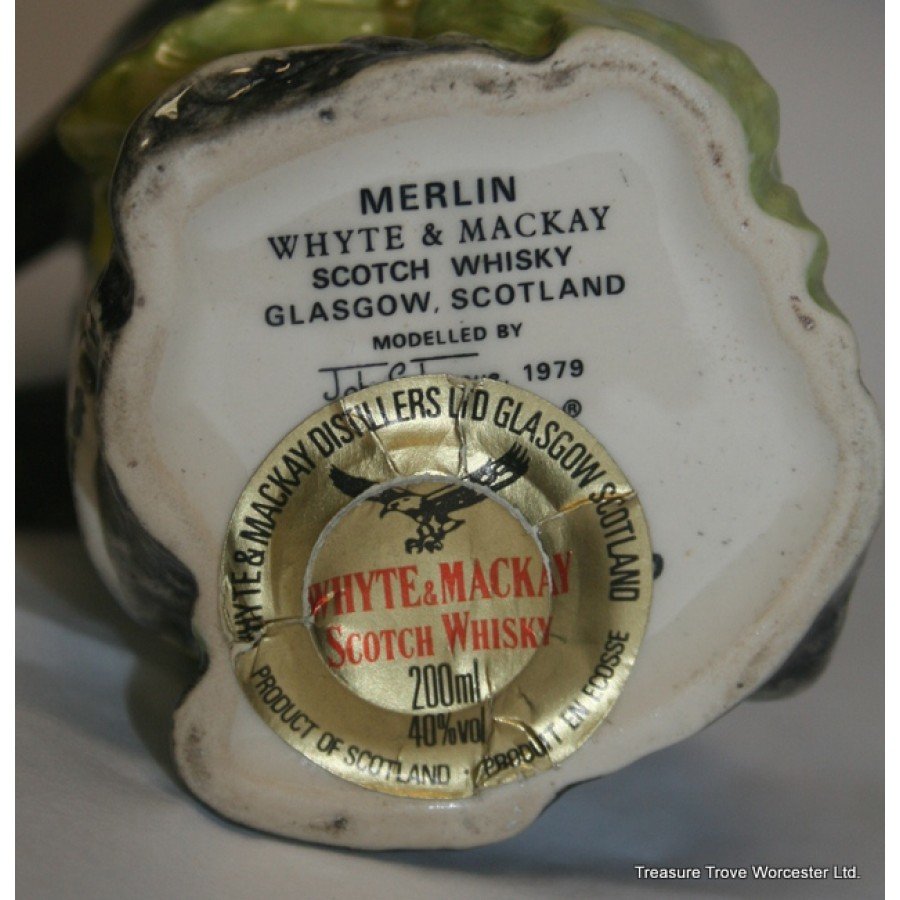 MERLIN
WHYTE & MACKAY
SCOTCH WHISKY
GLASGOW, SCOTLAND
MODELLED BY
1979
®
WHYTE & MACKAY DISTILLERS LTD GLASGOW SCOTLAND
WHYTE & MACKAY
SCOTCH WHISKY
200ml
40%vol
PRODUCT OF SCOTLAND · PRODUIT EN ECOSSE
Treasure Trove Worcester Ltd.